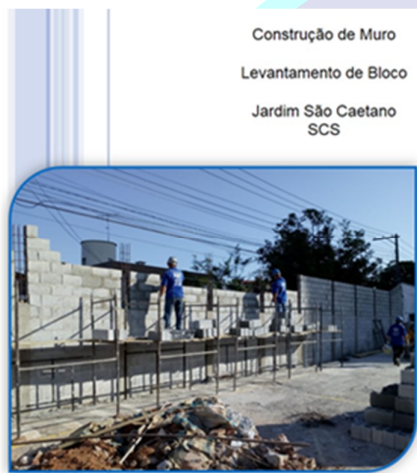 Construção de Muro
Levantamento de Bloco
Jardim São Caetano
SCS